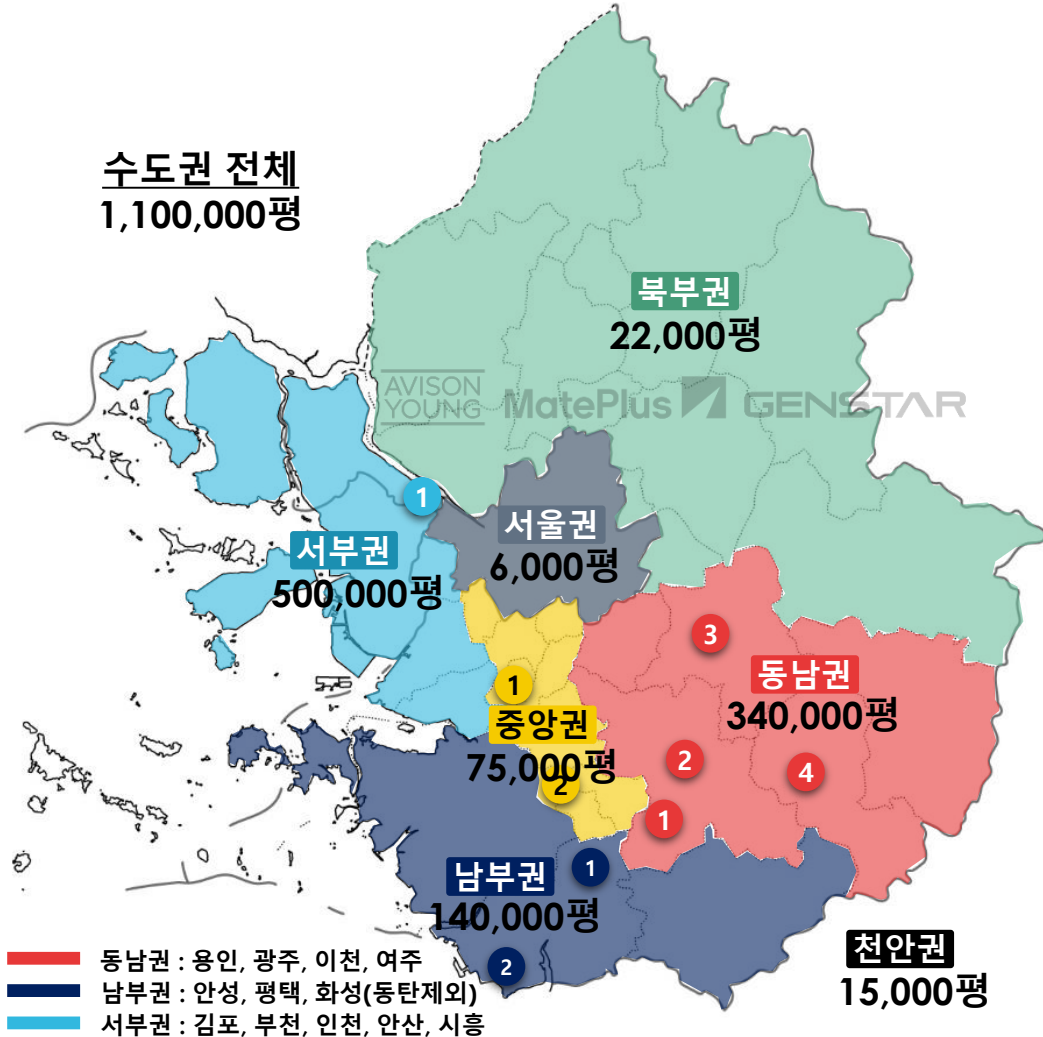 수도권 전체
1,100,000평
북부권
22,000평
AVISON
YOUNG
MatePlus GENSTAR
1
서울권
6,000평
서부권
500,000평
3
동남권
340,000평
1
중앙권
75,000평
2
2
4
1
1
남부권
140,000평
2
천안권
15,000평
동남권 : 용인, 광주, 이천, 여주
남부권 : 안성, 평택, 화성(동탄제외)
서부권 : 김포, 부천, 인천, 안산, 시흥